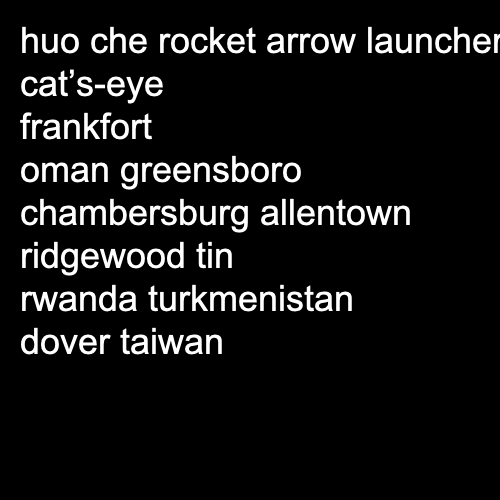 huo che rocket arrow launcher
cat’s-eye
frankfort
oman greensboro
chambersburg allentown
ridgewood tin
rwanda turkmenistan
dover taiwan